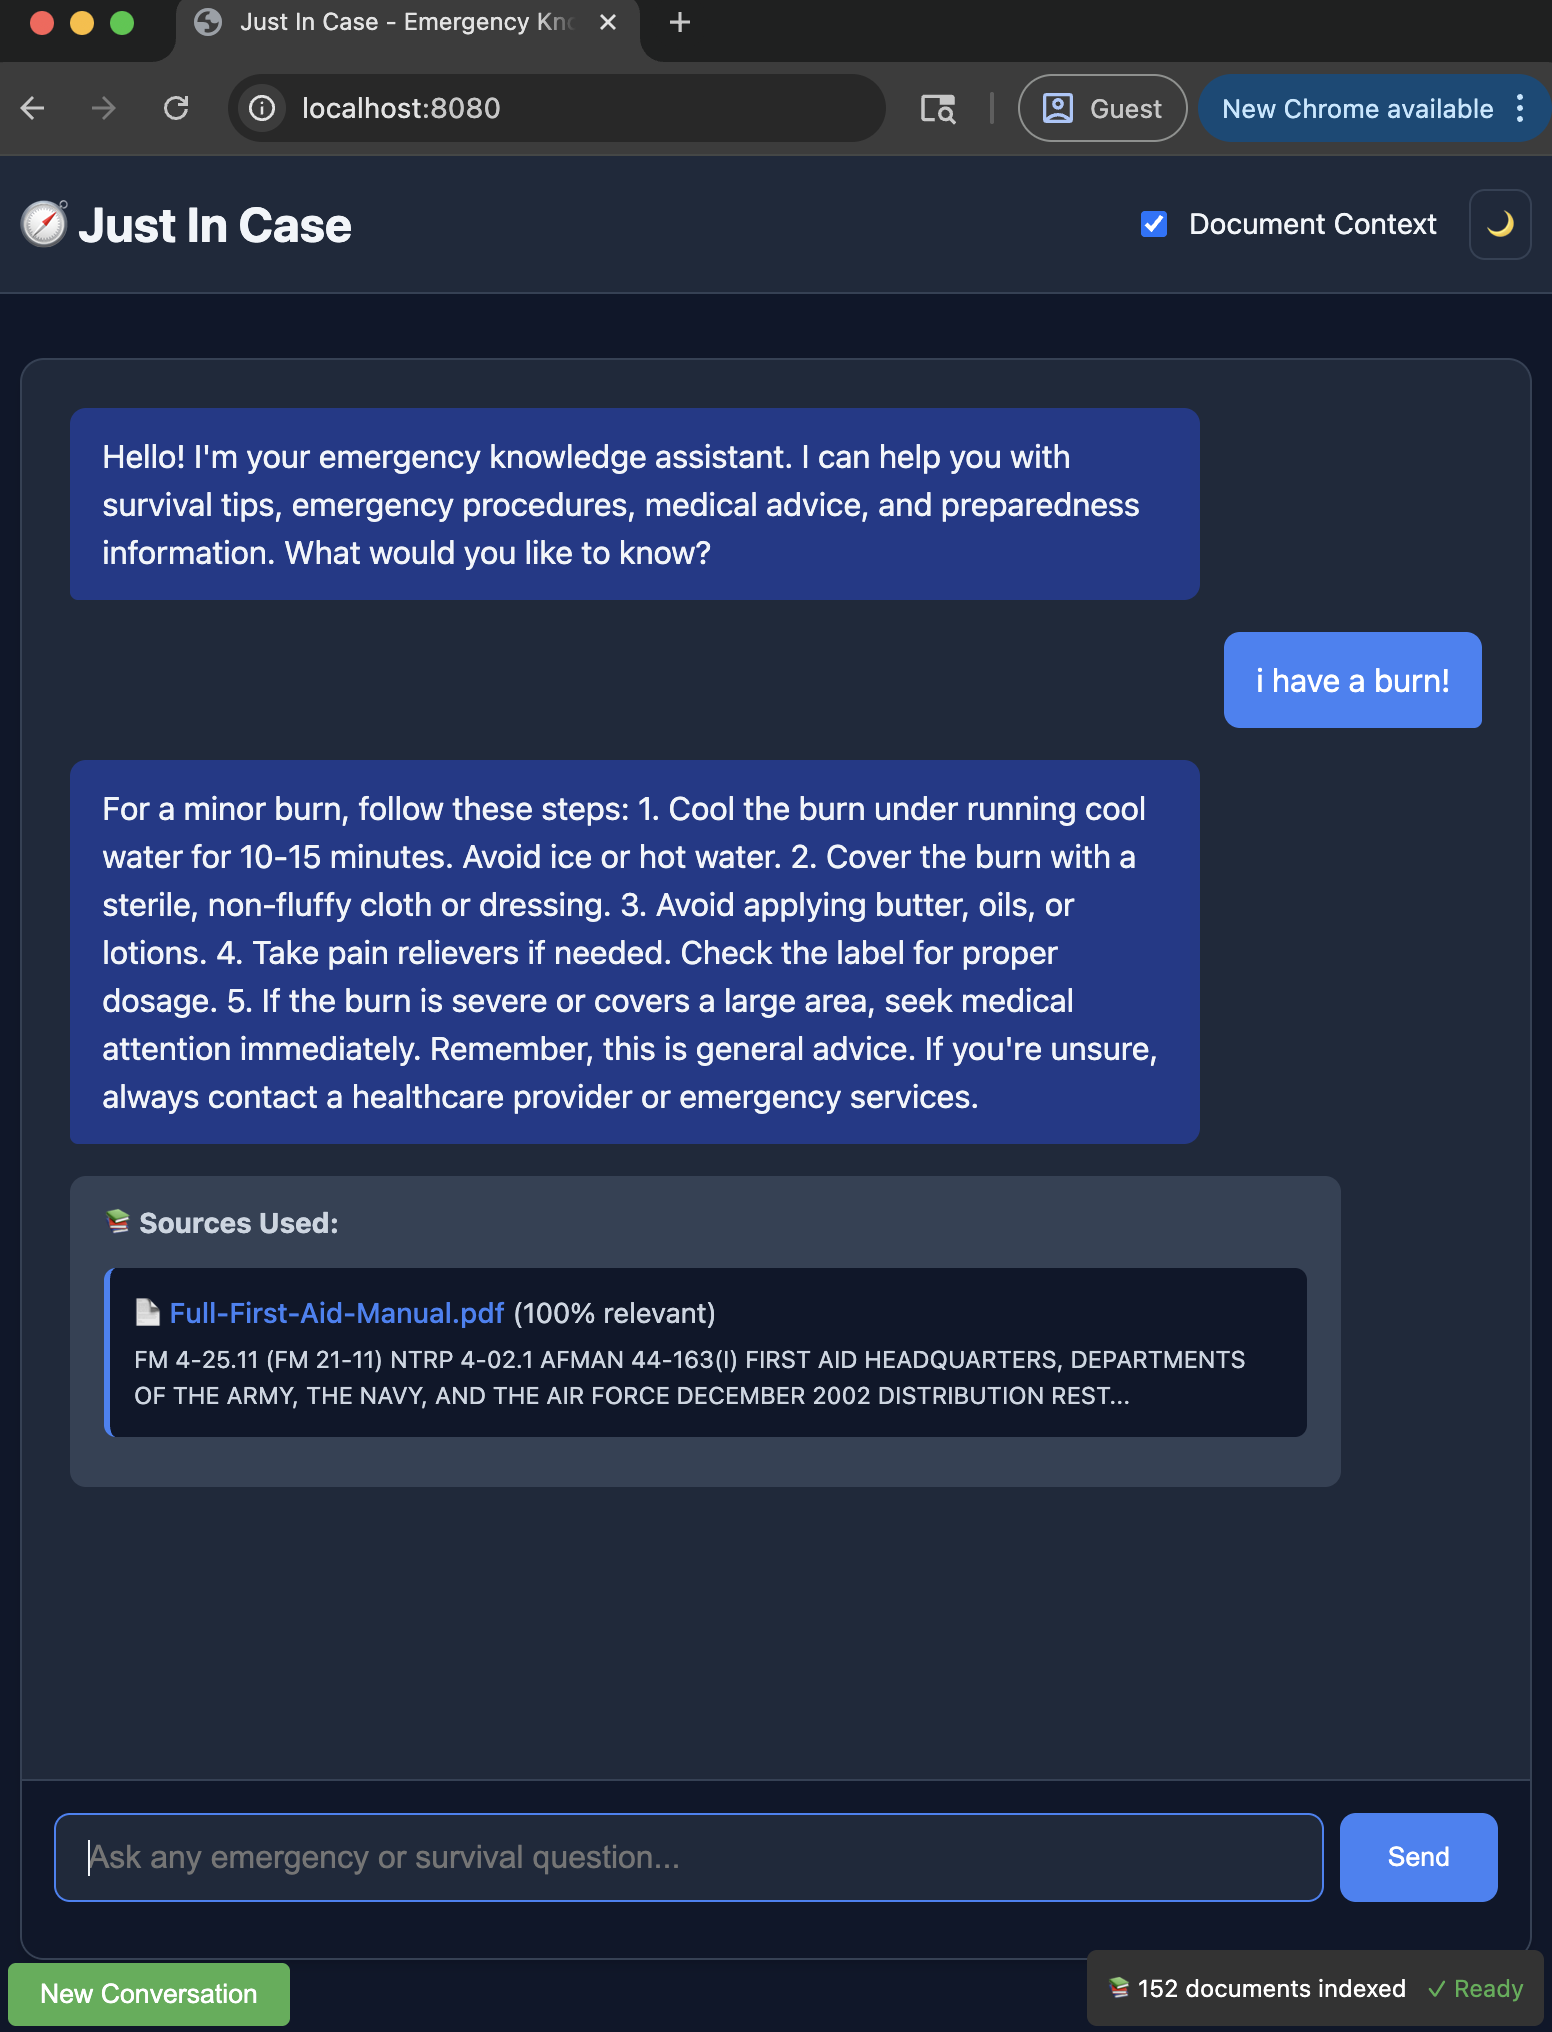 Just In Case - Emergency Kno
localhost:8080
Guest
New Chrome available
Just In Case
Document Context
Hello! I'm your emergency knowledge assistant. I can help you with
survival tips, emergency procedures, medical advice, and preparedness
information. What would you like to know?
i have a burn!
For a minor burn, follow these steps: 1. Cool the burn under running cool
water for 10-15 minutes. Avoid ice or hot water. 2. Cover the burn with a
sterile, non-fluffy cloth or dressing. 3. Avoid applying butter, oils, or
lotions. 4. Take pain relievers if needed. Check the label for proper
dosage. 5. If the burn is severe or covers a large area, seek medical
attention immediately. Remember, this is general advice. If you're unsure,
always contact a healthcare provider or emergency services.
📚 Sources Used:
📄 Full-First-Aid-Manual.pdf (100% relevant)
FM 4-25.11 (FM 21-11) NTRP 4-02.1 AFMAN 44-163(I) FIRST AID HEADQUARTERS, DEPARTMENTS
OF THE ARMY, THE NAVY, AND THE AIR FORCE DECEMBER 2002 DISTRIBUTION REST...
Ask any emergency or survival question...
Send
New Conversation
📚 152 documents indexed ✓ Ready